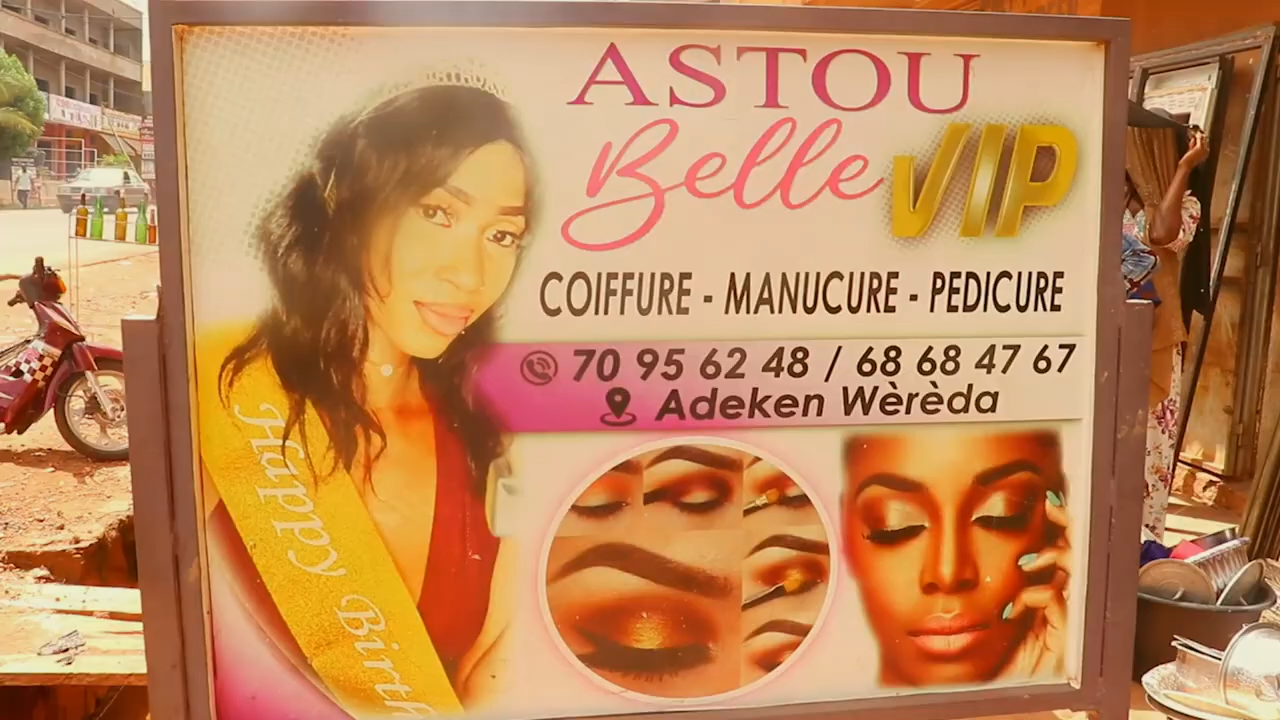 ASTOU
Belle VIP
COIFFURE - MANUCURE - PEDICURE
70 95 62 48 / 68 68 47 67
Adeken Wèrèda
Happy Birth